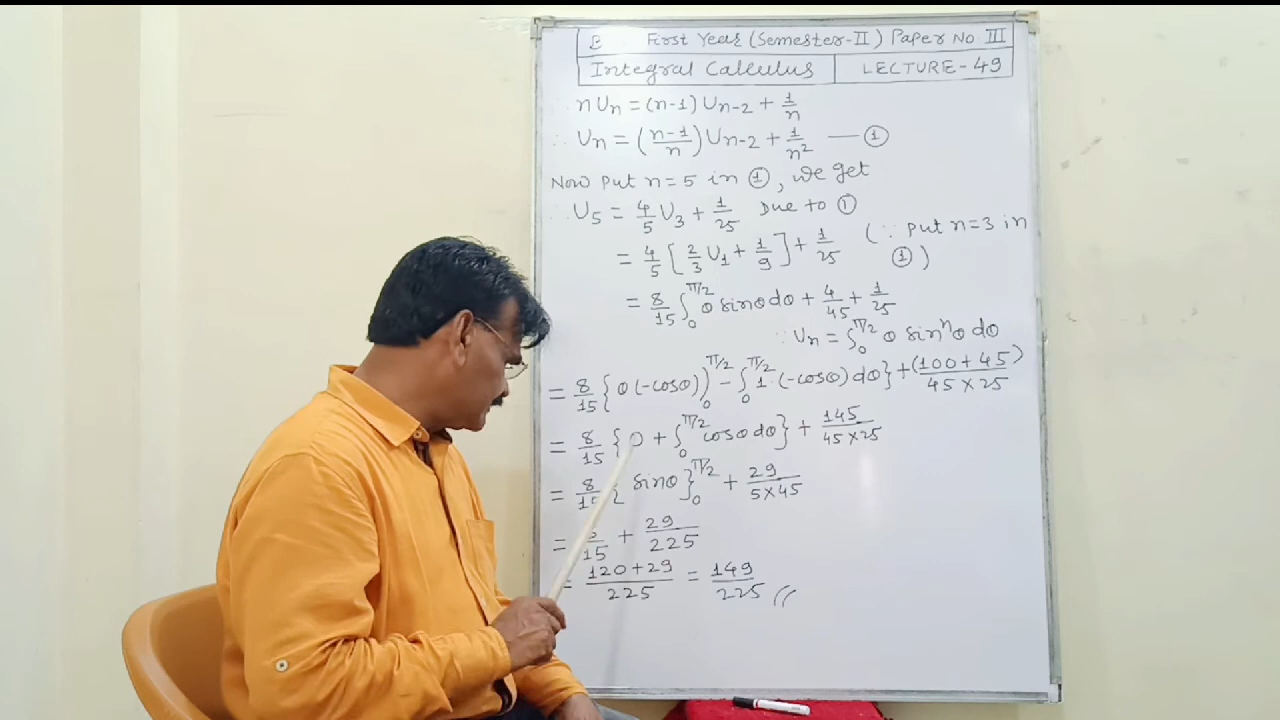 B First Year (Semester-II) Paper No III
Integral Calculus LECTURE-49
∴ nUn = (n-1) Un-2 + 1/n
∴ Un = ((n-1)/n) Un-2 + 1/n² — ①
Now put n=5 in ①, we get
∴ U5 = 4/5 U3 + 1/25 Due to ①
= 4/5 [2/3 U1 + 1/9] + 1/25 (∵ put n=3 in ①)
= 8/15 ∫₀^π/2 θ sinθ dθ + 4/45 + 1/25
∵ Un = ∫₀^π/2 θ sinⁿθ dθ
= 8/15 {θ(-cosθ))₀^π/2 - ∫₀^π/2 1·(-cosθ) dθ} + (100+45)/(45×25)
= 8/15 {0 + ∫₀^π/2 cosθ dθ} + 145/(45×25)
= 8/15 { sinθ}₀^π/2 + 29/(5×45)
= /15 + 29/225
= (120+29)/225 = 149/225 //